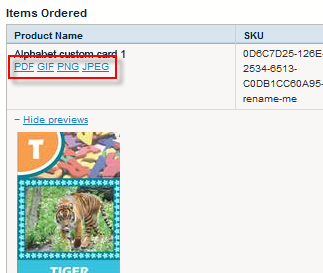 Items Ordered
Product Name SKU
Alphabet custom card 1 0D6C7D25-126E-
PDF GIF PNG JPEG 2534-6513-
C0DB1CC60A95-
rename-me
− Hide previews
T
TIGER